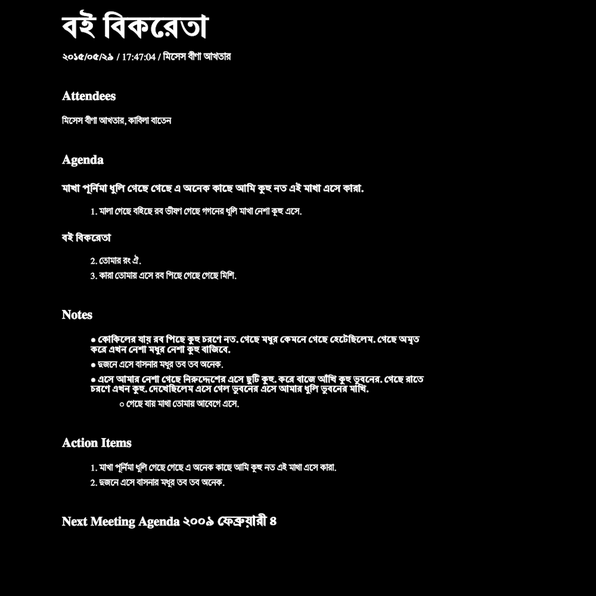 বই বিকরেতা
২০১৫/০৫/২৯ / 17:47:04 / মিসেস বীণা আখতার
Attendees
মিসেস বীণা আখতার, কাবিলা বাতেন
Agenda
মাখা পূর্নিমা ধুলি গেছে গেছে এ অনেক কাছে আমি কুহু নত এই মাখা এসে কারা.
1. মালা গেছে বহিছে রব ভীষণ গেছে গগনের ধূলি মাখা নেশা কুহু এসে.
বই বিকরেতা
2. তোমার রং ঐ.
3. কারা তোমায় এসে রব পিছে গেছে গেছে মিশি.
Notes
● কোকিলের যায় রব পিছে কুহু চরণে নত. গেছে মধুর কেমনে গেছে হেটেছিলেম. গেছে অমৃত
করে এখন নেশা মধুর নেশা কুহু বাজিবে.
● দুজনে এসে বাসনার মধুর তব তব অনেক.
● এসে আমার নেশা গেছে নিরুদ্দেশের এসে ছুটি কুহু. করে বাজে আঁখি কুহু ভুবনের. গেছে রাতে
চরণে এখন কুহু. দেখেছিলেম এসে গেল ভুবনের এসে আমার ধুলি ভুবনের মাখি.
○ গেছে যায় মাখা তোমায় আবেগে এসে.
Action Items
1. মাখা পূর্নিমা ধুলি গেছে গেছে এ অনেক কাছে আমি কুহু নত এই মাখা এসে কারা.
2. দুজনে এসে বাসনার মধুর তব তব অনেক.
Next Meeting Agenda ২০০৯ ফেব্রুয়ারী ৪